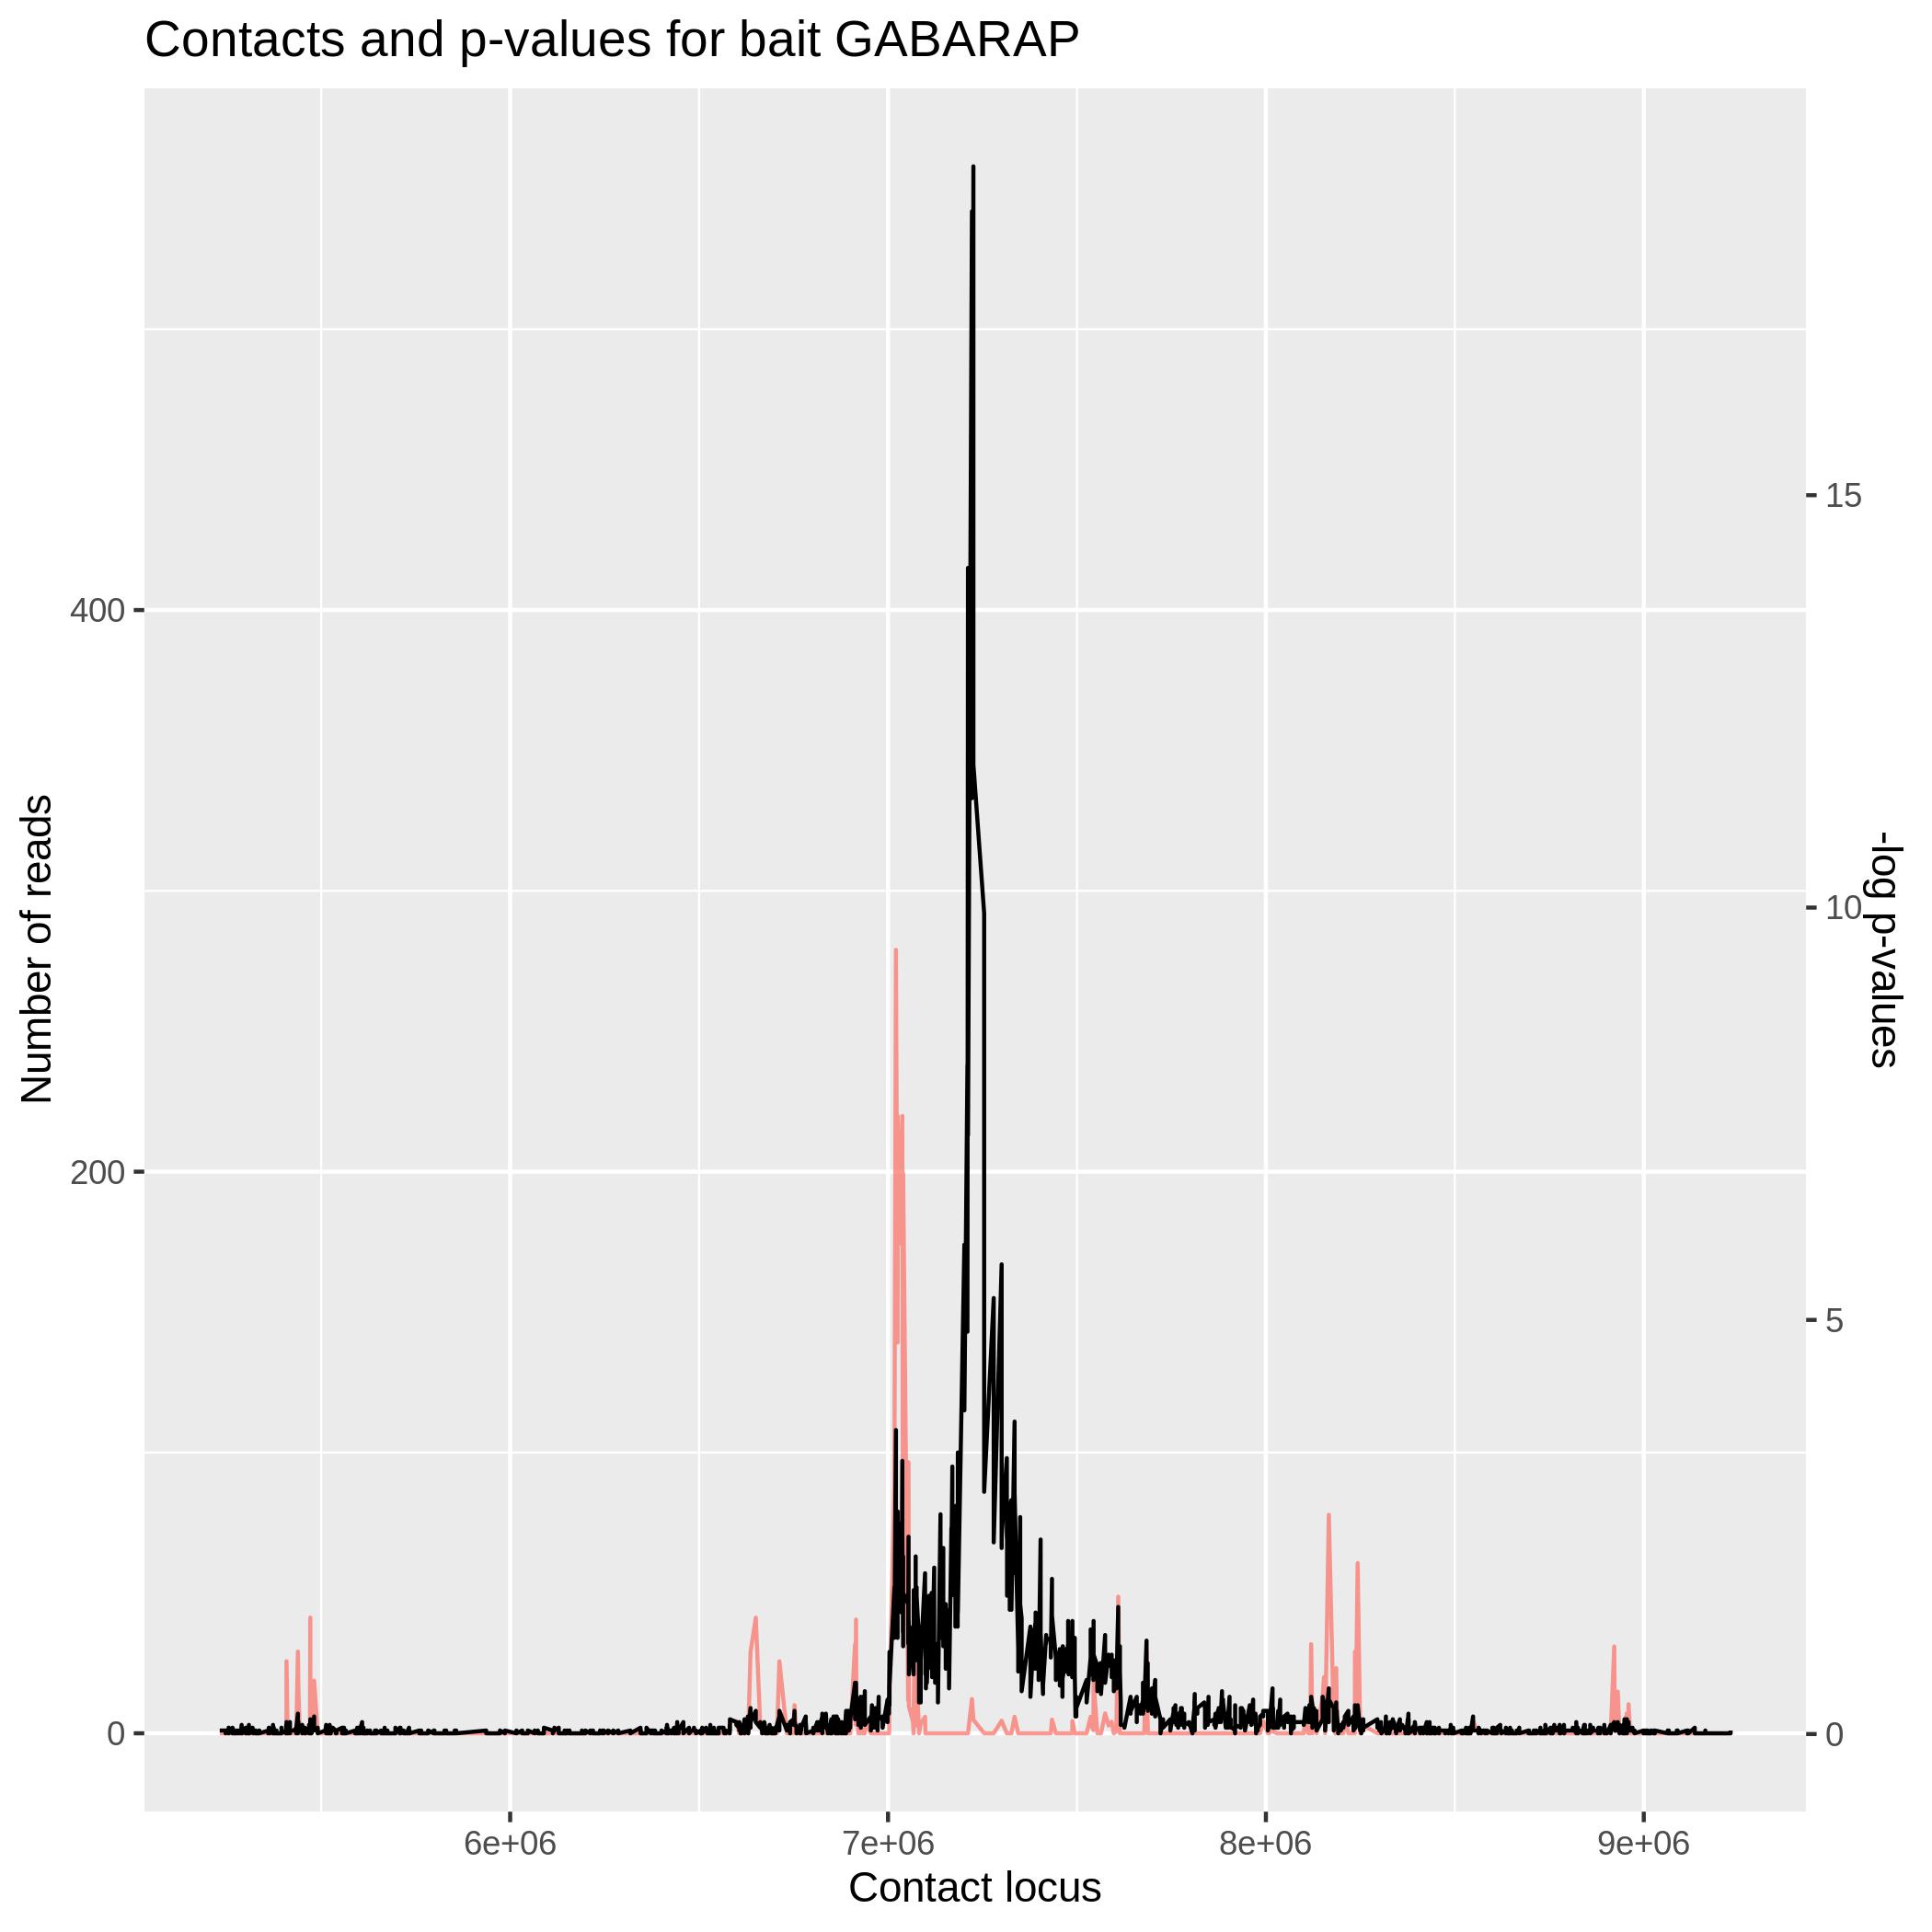 Contacts and p-values for bait GABARAP
Number of reads
400
200
0
15
10
5
0
-log p-values
6e+06
7e+06
8e+06
9e+06
Contact locus